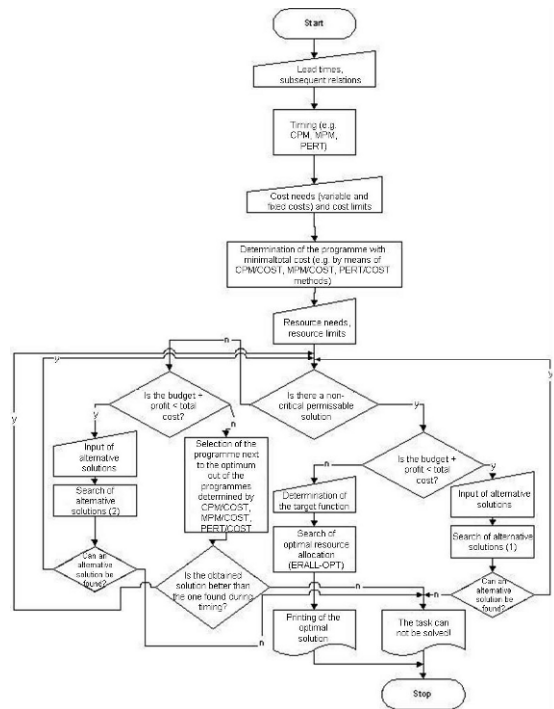 Start
Lead times,
subsequent relations
Timing (e.g.
CPM, MPM,
PERT)
Cost needs (variable and
fixed costs) and cost limits
Determination of the programme with
minimaltotal cost (e.g. by means of
CPM/COST, MPM/COST, PERT/COST
methods)
Resource needs,
resource limits
n
y
y
Is the budget +
profit < total
cost?
n
Is there a non-
critical permissable
solution
y
y
y
n
Input of
alternative solutions
Search of
alternative solutions (2)
Can an
alternative solution be
found?
Selection of the
programme next
to the optimum
out of the
programmes
determined by
CPM/COST,
MPM/COST,
PERT/COST
Is the obtained
solution better than
the one found during
timing?
n
n
Is the budget +
profit < total cost?
n
y
Determination of
the target function
Search of
optimal resource
allocation
(ERALL-OPT)
Input of alternative
solutions
Search of alternative
solutions (1)
Can an
alternative solution be
found?
n
Printing of the
optimal
solution
The task can
not be solved!
Stop